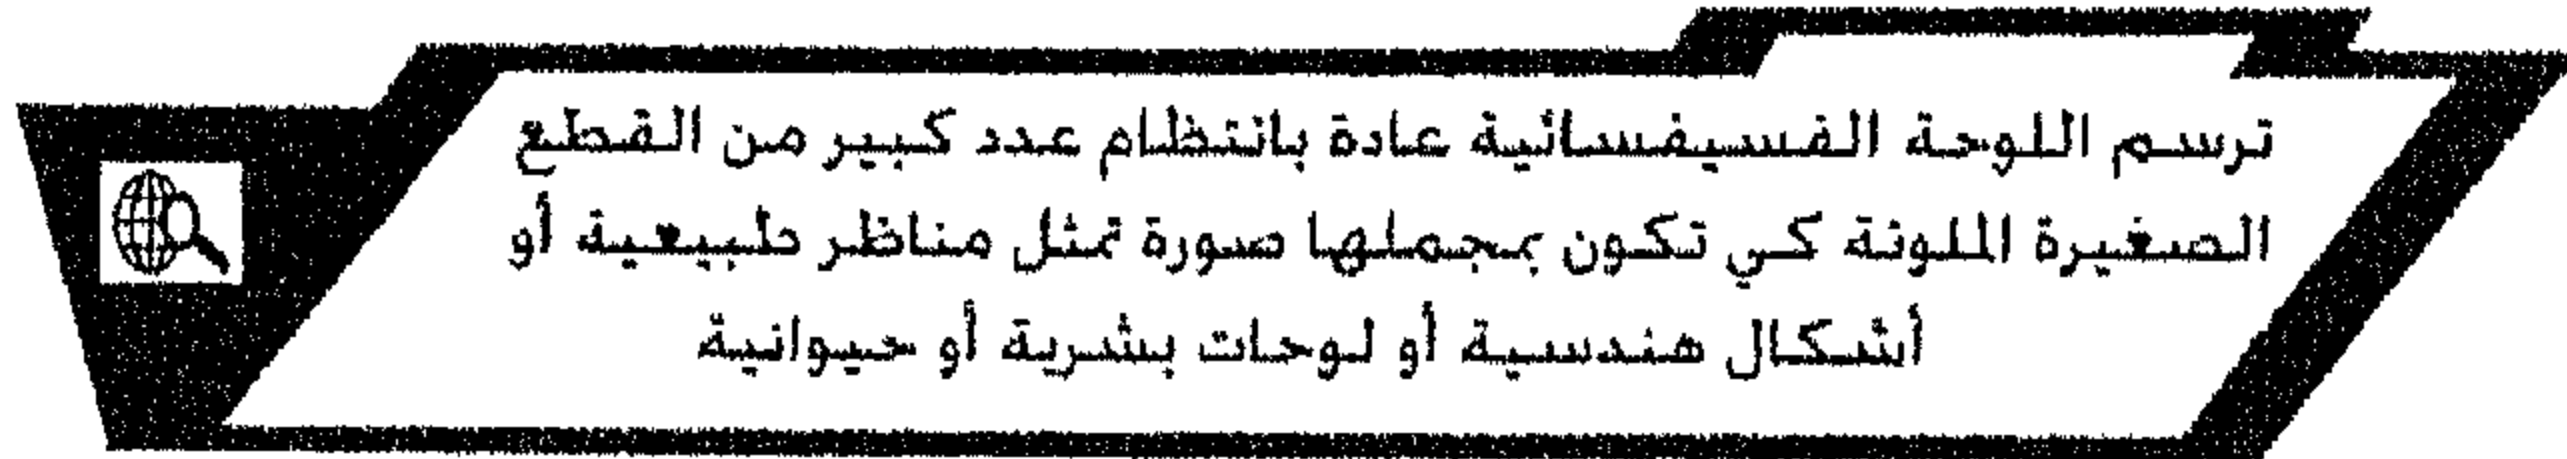 ترسم اللوحة الفسيفسائية عادة بانتظام عدد كبير من القطع
الصغيرة الملونة كي تكون بمجملها صورة تمثل مناظر طبيعية أو
أشكال هندسية أو لوحات بشرية أو حيوانية